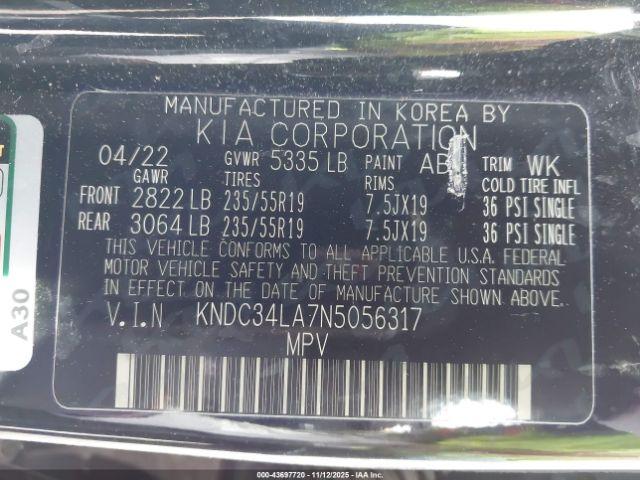 MANUFACTURED IN KOREA BY
KIA CORPORATION
04/22 GVWR 5335 LB PAINT TRIM WK
GAWR TIRES RIMS COLD TIRE INFL
FRONT 2822 LB 235/55R19 7.5JX19 36 PSI SINGLE
REAR 3064 LB 235/55R19 7.5JX19 36 PSI SINGLE
THIS VEHICLE CONFORMS TO ALL APPLICABLE U.S.A. FEDERAL
MOTOR VEHICLE SAFETY AND THEFT PREVENTION STANDARDS
IN EFFECT ON THE DATE OF MANUFACTURE SHOWN ABOVE.
V.I.N KNDC34LA7N5056317
MPV
A30
000-43697720 - 11/12/2025 - IAA Inc.